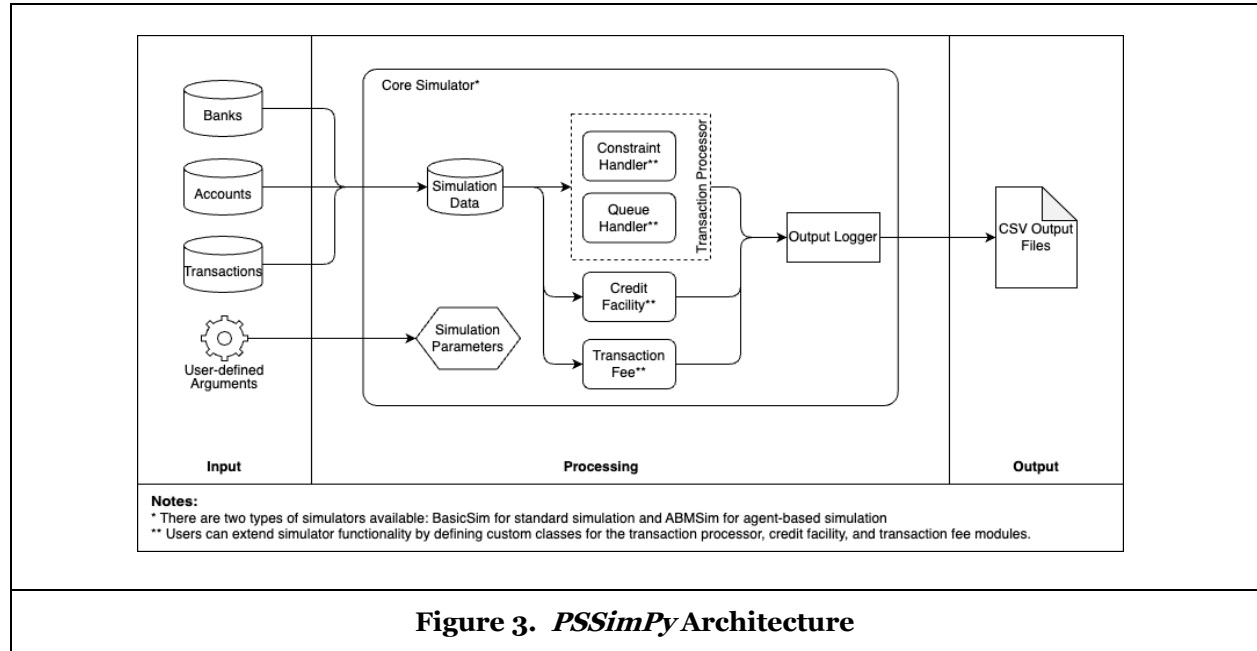 Core Simulator*
Banks
Accounts
Transactions
User-defined
Arguments
Simulation
Data
Simulation
Parameters
Constraint
Handler**
Queue
Handler**
Transaction Processor
Credit
Facility**
Transaction
Fee**
Output Logger
CSV Output
Files
Input
Processing
Output
Notes:
* There are two types of simulators available: BasicSim for standard simulation and ABMSim for agent-based simulation
** Users can extend simulator functionality by defining custom classes for the transaction processor, credit facility, and transaction fee modules.
Figure 3. PSSimPy Architecture